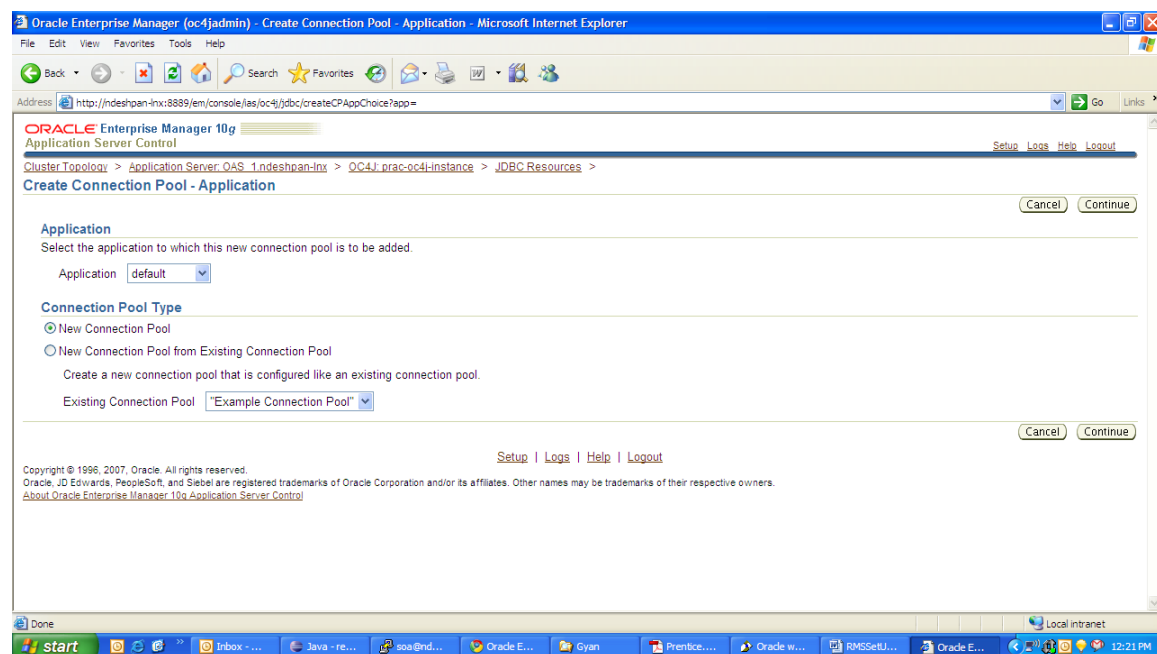 Oracle Enterprise Manager (oc4jadmin) - Create Connection Pool - Application - Microsoft Internet Explorer
File Edit View Favorites Tools Help
Back Search Favorites
Address http://ndeshpan-lnx:8889/em/console/ias/oc4j/jdbc/createCPAppChoice?app= Go Links
ORACLE Enterprise Manager 10g
Application Server Control
Setup Logs Help Logout
Cluster Topology > Application Server: OAS_1.ndeshpan-lnx > OC4J: prac-oc4j-instance > JDBC Resources >
Create Connection Pool - Application
Cancel Continue
Application
Select the application to which this new connection pool is to be added.
Application default
Connection Pool Type
New Connection Pool
New Connection Pool from Existing Connection Pool
Create a new connection pool that is configured like an existing connection pool.
Existing Connection Pool "Example Connection Pool"
Cancel Continue
Setup | Logs | Help | Logout
Copyright © 1996, 2007, Oracle. All rights reserved.
Oracle, JD Edwards, PeopleSoft, and Siebel are registered trademarks of Oracle Corporation and/or its affiliates. Other names may be trademarks of their respective owners.
About Oracle Enterprise Manager 10g Application Server Control
Done Local intranet
start Inbox - ... Java - re... soa@nd... Oracle E... Gyan Prentice.... Oracle w... RMSSetU... Oracle E... 12:21 PM